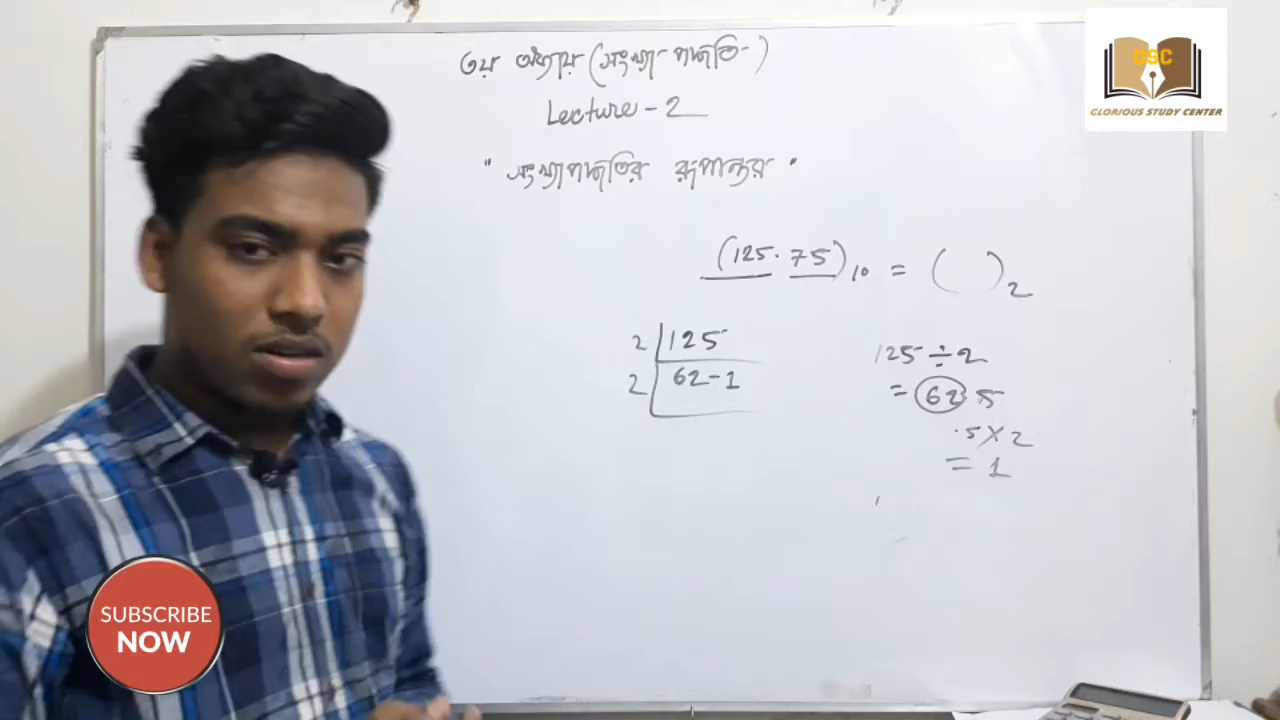 ৩য় অধ্যায় (সংখ্যা পদ্ধতি)
Lecture - 2
"সংখ্যাপদ্ধতির রূপান্তর"
(125.75)10 = ( )2
2 | 125
2 | 62 - 1
125 ÷ 2
= 62.5
.5 × 2
= 1
GSC
GLORIOUS STUDY CENTER
SUBSCRIBE
NOW